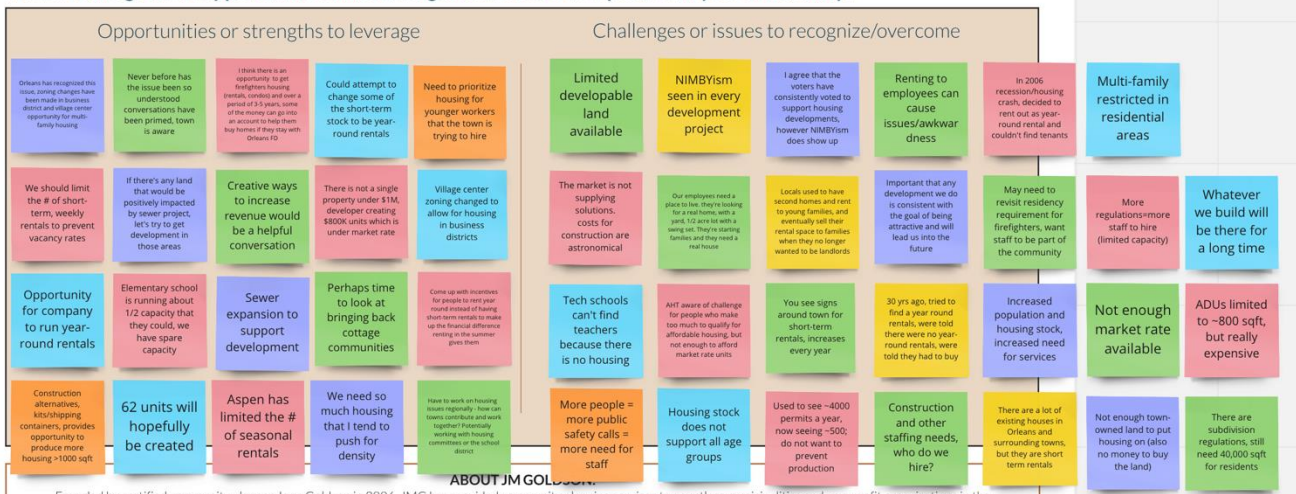 Opportunities or strengths to leverage
Challenges or issues to recognize/overcome
Orleans has recognized this
issue, zoning changes have
been made in business
district and village center
opportunity for multi-
family housing
Never before has
the issue been so
understood
conversations have
been primed, town
is aware
I think there is an
opportunity to get
firefighters housing
(rentals, condos) and over a
period of 3-5 years, some
of the money can go into
an account to help them
buy homes if they stay with
Orleans FD
Could attempt to
change some of
the short-term
stock to be year-
round rentals
Need to prioritize
housing for
younger workers
that the town is
trying to hire
Limited
developable
land
available
NIMBYism
seen in every
development
project
I agree that the
voters have
consistently voted to
support housing
developments,
however NIMBYism
does show up
Renting to
employees can
cause
issues/awkwar
dness
In 2006
recession/housing
crash, decided to
rent out as year-
round rental and
couldn't find tenants
Multi-family
restricted in
residential
areas
We should limit
the # of short-
term, weekly
rentals to prevent
vacancy rates
If there's any land
that would be
positively impacted
by sewer project,
let's try to get
development in
those areas
Creative ways
to increase
revenue would
be a helpful
conversation
There is not a single
property under $1M,
developer creating
$800K units which is
under market rate
Village center
zoning changed to
allow for housing
in business
districts
The market is not
supplying
solutions.
costs for
construction are
astronomical
Our employees need a
place to live. they're looking
for a real home, with a
yard, 1/2 acre lot with a
swing set. They're starting
families and they need a
real house
Locals used to have
second homes and rent
to young families, and
eventually sell their
rental space to families
when they no longer
wanted to be landlords
Important that any
development we do
is consistent with
the goal of being
attractive and will
lead us into the
future
May need to
revisit residency
requirement for
firefighters, want
staff to be part of
the community
More
regulations=more
staff to hire
(limited capacity)
Whatever
we build will
be there for
a long time
Opportunity
for company
to run year-
round rentals
Elementary school
is running about
1/2 capacity that
they could, we
have spare
capacity
Sewer
expansion to
support
development
Perhaps time
to look at
bringing back
cottage
communities
Come up with incentives
for people to rent year
round instead of having
short-term rentals to make
up the financial difference
renting in the summer
gives them
Tech schools
can't find
teachers
because there
is no housing
AHT aware of challenge
for people who make
too much to qualify for
affordable housing, but
not enough to afford
market rate units
You see signs
around town for
short-term
rentals, increases
every year
30 yrs ago, tried to
find a year round
rentals, were told
there were no year-
round rentals, were
told they had to buy
Increased
population and
housing stock,
increased need
for services
Not enough
market rate
available
ADUs limited
to ~800 sqft,
but really
expensive
Construction
alternatives,
kits/shipping
containers, provides
opportunity to
produce more
housing >1000 sqft
62 units will
hopefully
be created
Aspen has
limited the #
of seasonal
rentals
We need so
much housing
that I tend to
push for
density
Have to work on housing
issues regionally - how can
towns contribute and work
together? Potentially
working with housing
committees or the school
district
More people =
more public
safety calls =
more need for
staff
Housing stock
does not
support all age
groups
Used to see ~4000
permits a year,
now seeing ~500;
do not want to
prevent
production
Construction
and other
staffing needs,
who do we
hire?
There are a lot of
existing houses in
Orleans and
surrounding towns,
but they are short
term rentals
Not enough town-
owned land to put
housing on (also
no money to buy
the land)
There are
subdivision
regulations, still
need 40,000 sqft
for residents
ABOUT JM GOLDSON: